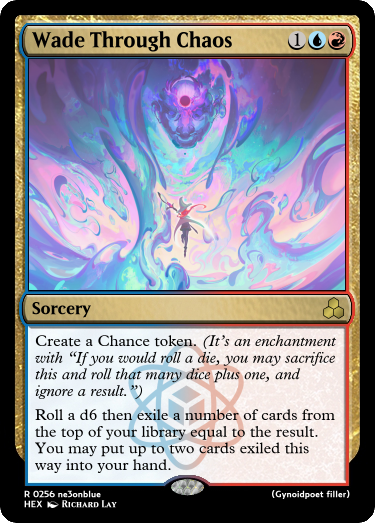 Wade Through Chaos 1
Sorcery
Create a Chance token. (It's an enchantment
with “If you would roll a die, you may sacrifice
this and roll that many dice plus one, and
ignore a result.”)
Roll a d6 then exile a number of cards from
the top of your library equal to the result.
You may put up to two cards exiled this
way into your hand.
R 0256 ne3onblue
HEX Richard Lay
(Gynoidpoet filler)